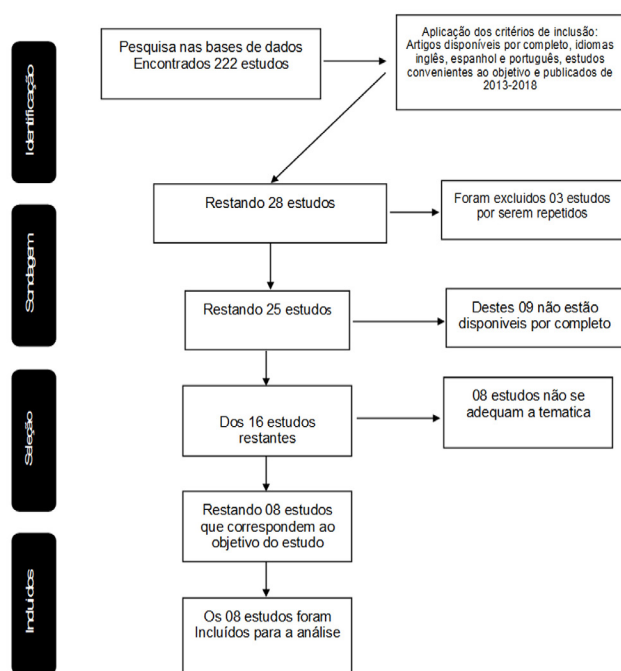 Identificação
Pesquisa nas bases de dados
Encontrados 222 estudos
Aplicação dos critérios de inclusão:
Artigos disponíveis por completo, idiomas
inglês, espanhol e português, estudos
convenientes ao objetivo e publicados de
2013-2018
Restando 28 estudos
Foram excluidos 03 estudos
por serem repetidos
Sondagem
Restando 25 estudos
Destes 09 não estão
disponiveis por completo
Seleção
Dos 16 estudos
restantes
08 estudos não se
adequam a tematica
Restando 08 estudos
que correspondem ao
objetivo do estudo
Incluídos
Os 08 estudos foram
Incluídos para a análise